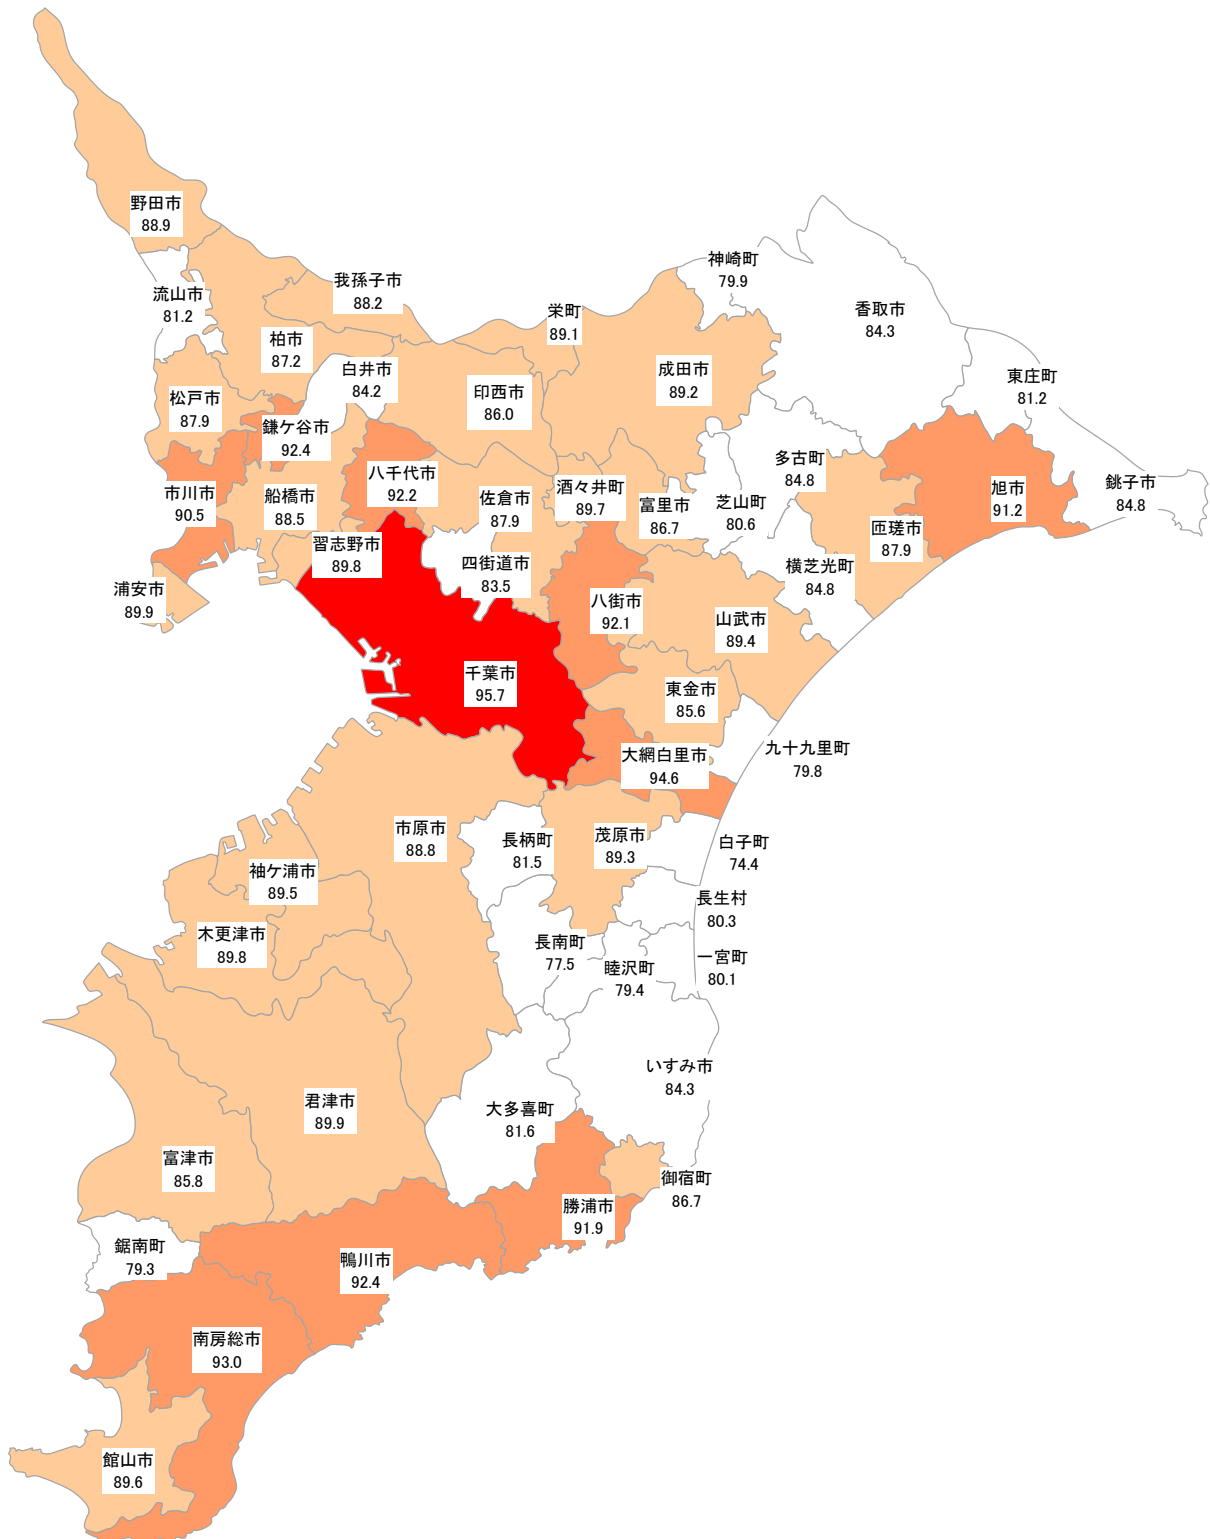 野田市
88.9
流山市
81.2
我孫子市
88.2
柏市
87.2
松戸市
87.9
鎌ケ谷市
92.4
白井市
84.2
印西市
86.0
栄町
89.1
成田市
89.2
神崎町
79.9
香取市
84.3
東庄町
81.2
銚子市
84.8
旭市
91.2
匝瑳市
87.9
多古町
84.8
芝山町
80.6
横芝光町
84.8
富里市
86.7
酒々井町
89.7
佐倉市
87.9
八千代市
92.2
船橋市
88.5
市川市
90.5
浦安市
89.9
習志野市
89.8
四街道市
83.5
八街市
92.1
山武市
89.4
千葉市
95.7
東金市
85.6
九十九里町
79.8
大網白里市
94.6
市原市
88.8
長柄町
81.5
茂原市
89.3
白子町
74.4
長生村
80.3
袖ケ浦市
89.5
木更津市
89.8
長南町
77.5
睦沢町
79.4
一宮町
80.1
いすみ市
84.3
君津市
89.9
大多喜町
81.6
富津市
85.8
御宿町
86.7
勝浦市
91.9
鋸南町
79.3
鴨川市
92.4
南房総市
93.0
館山市
89.6